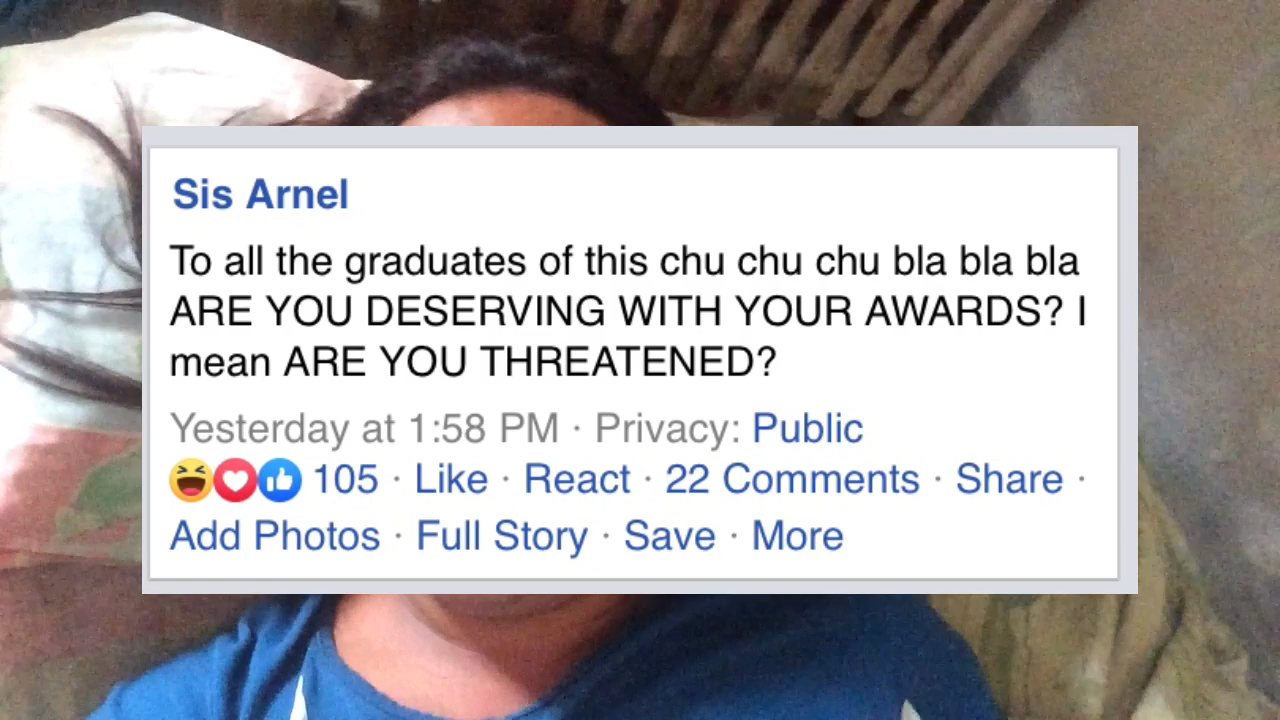 Sis Arnel
To all the graduates of this chu chu chu bla bla bla
ARE YOU DESERVING WITH YOUR AWARDS? I
mean ARE YOU THREATENED?
Yesterday at 1:58 PM · Privacy: Public
105 · Like · React · 22 Comments · Share ·
Add Photos · Full Story · Save · More